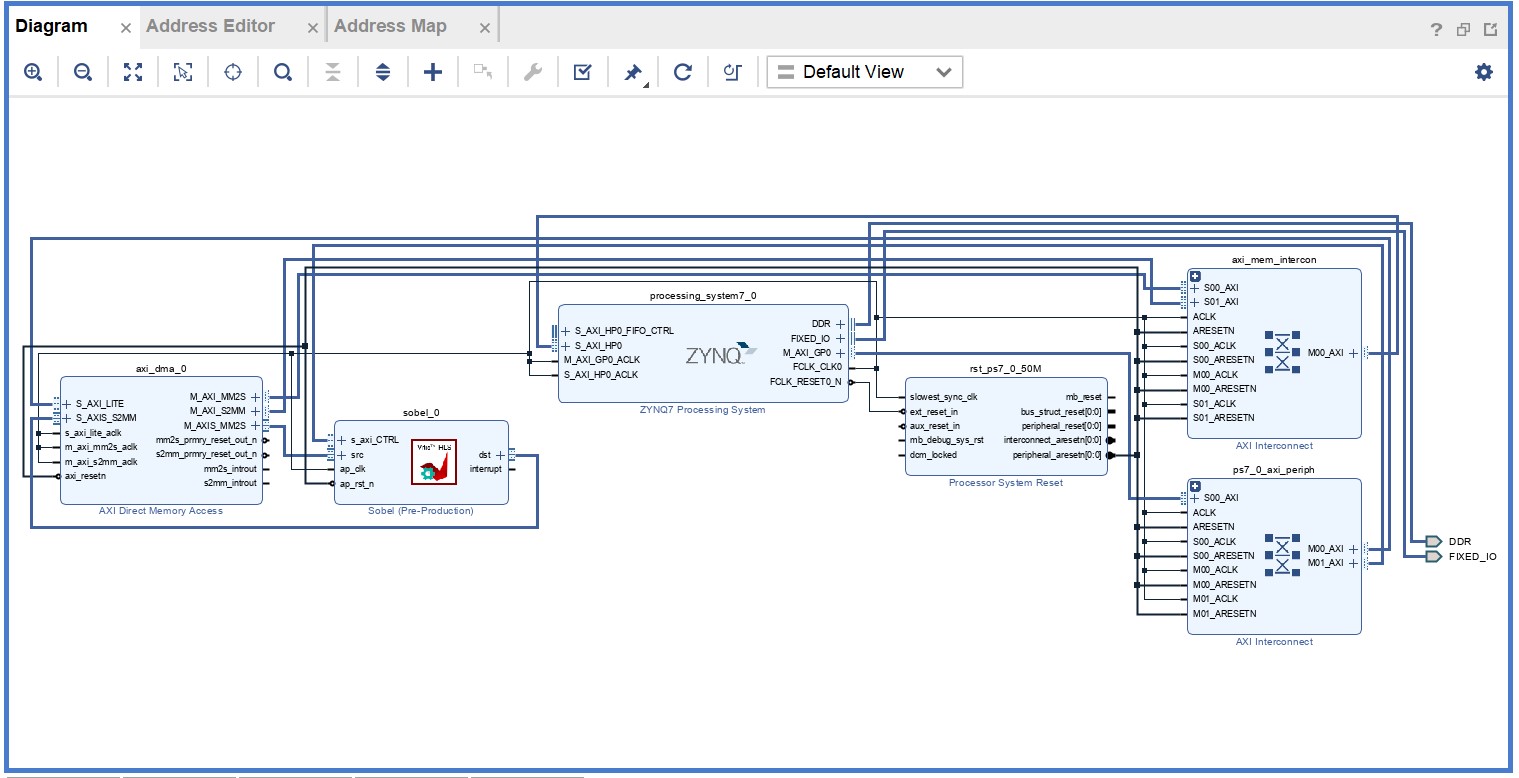 Diagram
Address Editor
Address Map
Default View
axi_dma_0
S_AXI_LITE
S_AXIS_S2MM
s_axi_lite_aclk
m_axi_mm2s_aclk
m_axi_s2mm_aclk
axi_resetn
M_AXI_MM2S
M_AXI_S2MM
M_AXIS_MM2S
mm2s_prmry_reset_out_n
s2mm_prmry_reset_out_n
mm2s_introut
s2mm_introut
AXI Direct Memory Access
sobel_0
s_axi_CTRL
src
ap_clk
ap_rst_n
Vitis™ HLS
dst
interrupt
Sobel (Pre-Production)
processing_system7_0
S_AXI_HP0_FIFO_CTRL
S_AXI_HP0
M_AXI_GP0_ACLK
S_AXI_HP0_ACLK
ZYNQ
DDR
FIXED_IO
M_AXI_GP0
FCLK_CLK0
FCLK_RESET0_N
ZYNQ7 Processing System
rst_ps7_0_50M
slowest_sync_clk
ext_reset_in
aux_reset_in
mb_debug_sys_rst
dcm_locked
mb_reset
bus_struct_reset[0:0]
peripheral_reset[0:0]
interconnect_aresetn[0:0]
peripheral_aresetn[0:0]
Processor System Reset
axi_mem_intercon
S00_AXI
S01_AXI
ACLK
ARESETN
S00_ACLK
S00_ARESETN
M00_ACLK
M00_ARESETN
S01_ACLK
S01_ARESETN
M00_AXI
AXI Interconnect
ps7_0_axi_periph
S00_AXI
ACLK
ARESETN
S00_ACLK
S00_ARESETN
M00_ACLK
M00_ARESETN
M01_ACLK
M01_ARESETN
M00_AXI
M01_AXI
AXI Interconnect
DDR
FIXED_IO